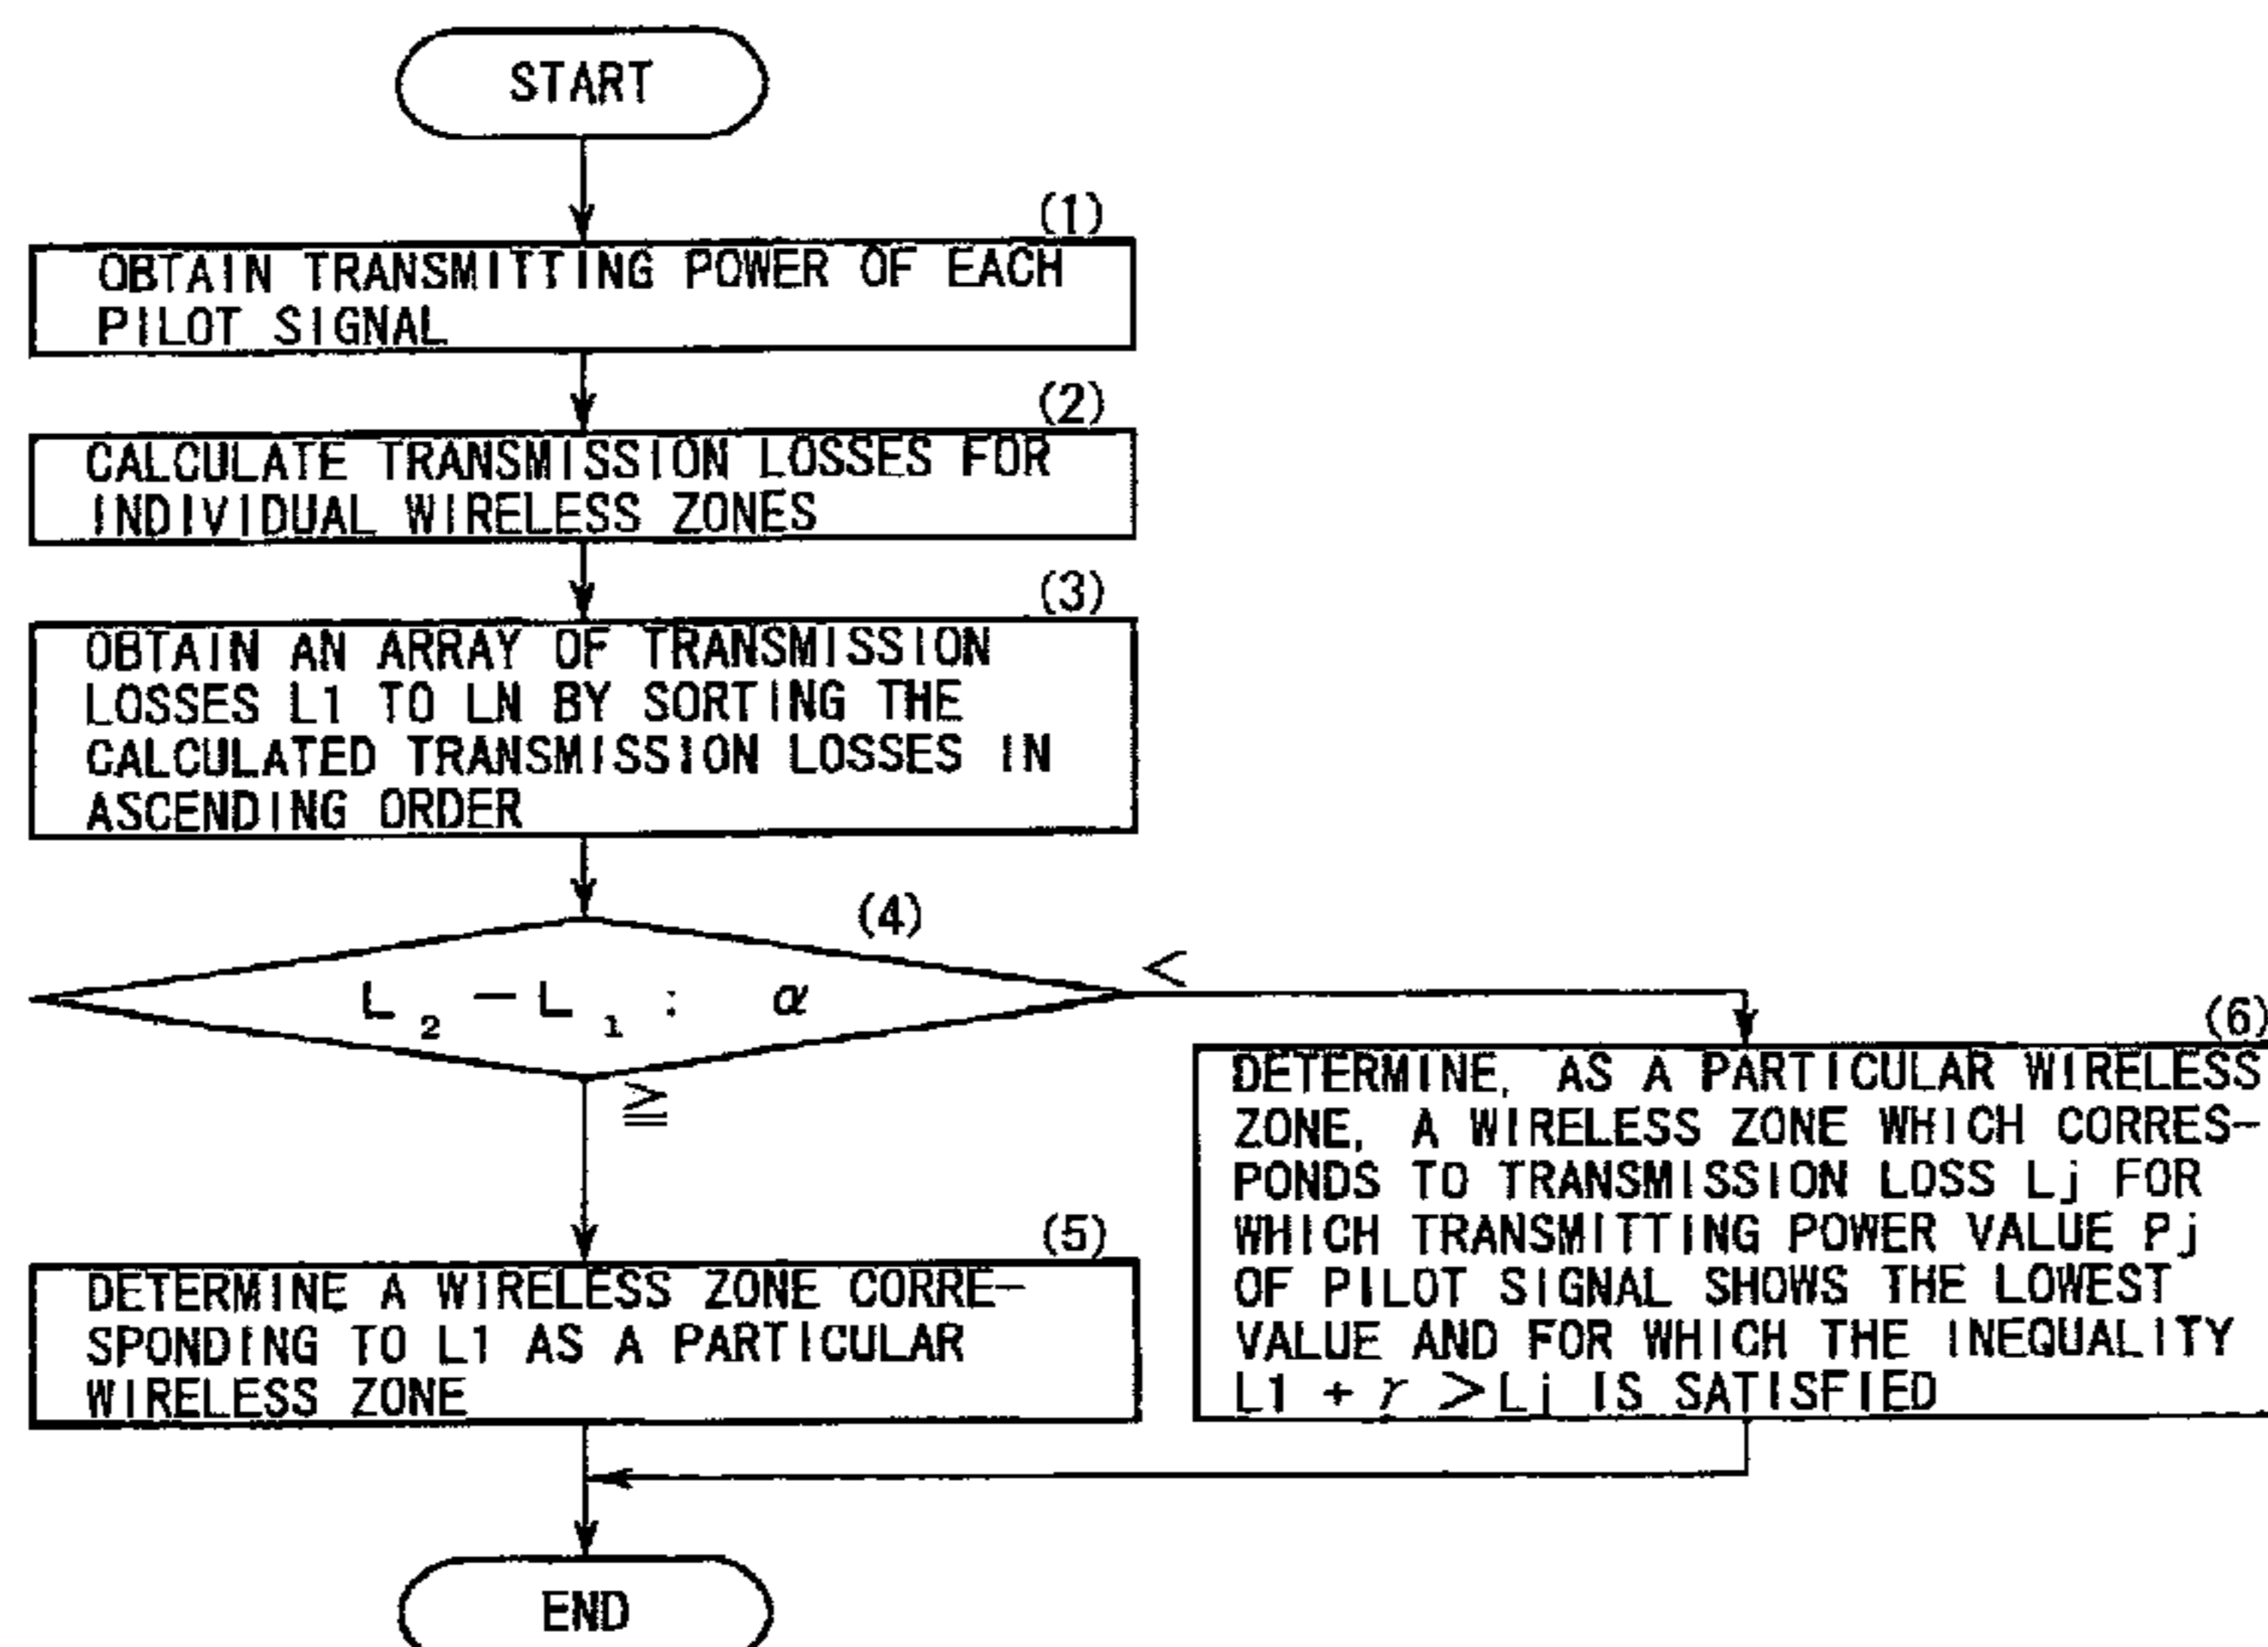 START
(1)
OBTAIN TRANSMITTING POWER OF EACH
PILOT SIGNAL
(2)
CALCULATE TRANSMISSION LOSSES FOR
INDIVIDUAL WIRELESS ZONES
(3)
OBTAIN AN ARRAY OF TRANSMISSION
LOSSES L1 TO LN BY SORTING THE
CALCULATED TRANSMISSION LOSSES IN
ASCENDING ORDER
(4)
L₂ − L₁ : α
<
≧
(5)
DETERMINE A WIRELESS ZONE CORRE-
SPONDING TO L1 AS A PARTICULAR
WIRELESS ZONE
(6)
DETERMINE, AS A PARTICULAR WIRELESS
ZONE, A WIRELESS ZONE WHICH CORRES-
PONDS TO TRANSMISSION LOSS Lj FOR
WHICH TRANSMITTING POWER VALUE Pj
OF PILOT SIGNAL SHOWS THE LOWEST
VALUE AND FOR WHICH THE INEQUALITY
L1 + r > Lj IS SATISFIED
END